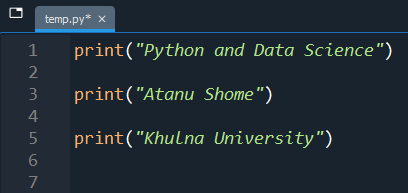 temp.py*
1 print("Python and Data Science")
2
3 print("Atanu Shome")
4
5 print("Khulna University")
6
7